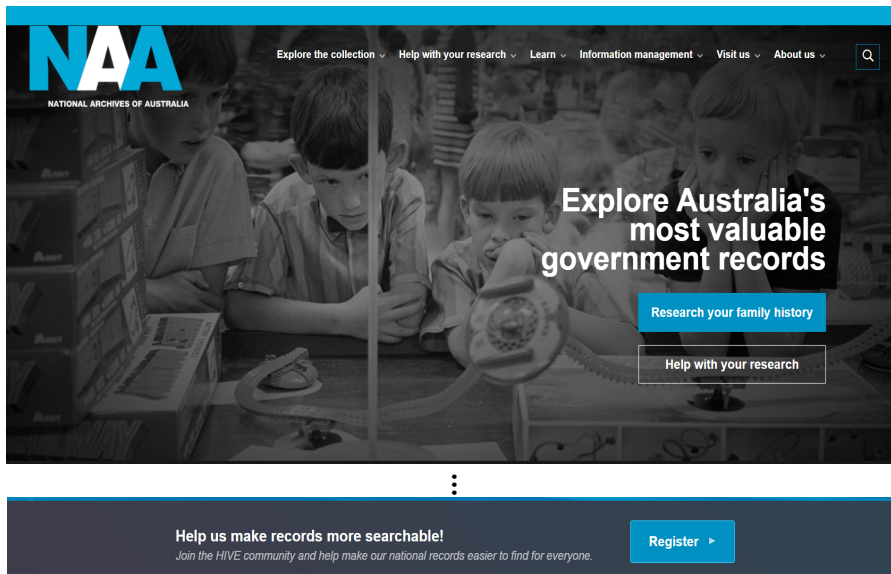 NAA
NATIONAL ARCHIVES OF AUSTRALIA
Explore the collection Help with your research Learn Information management Visit us About us
Explore Australia's
most valuable
government records
Research your family history
Help with your research
Help us make records more searchable!
Join the HIVE community and help make our national records easier to find for everyone.
Register